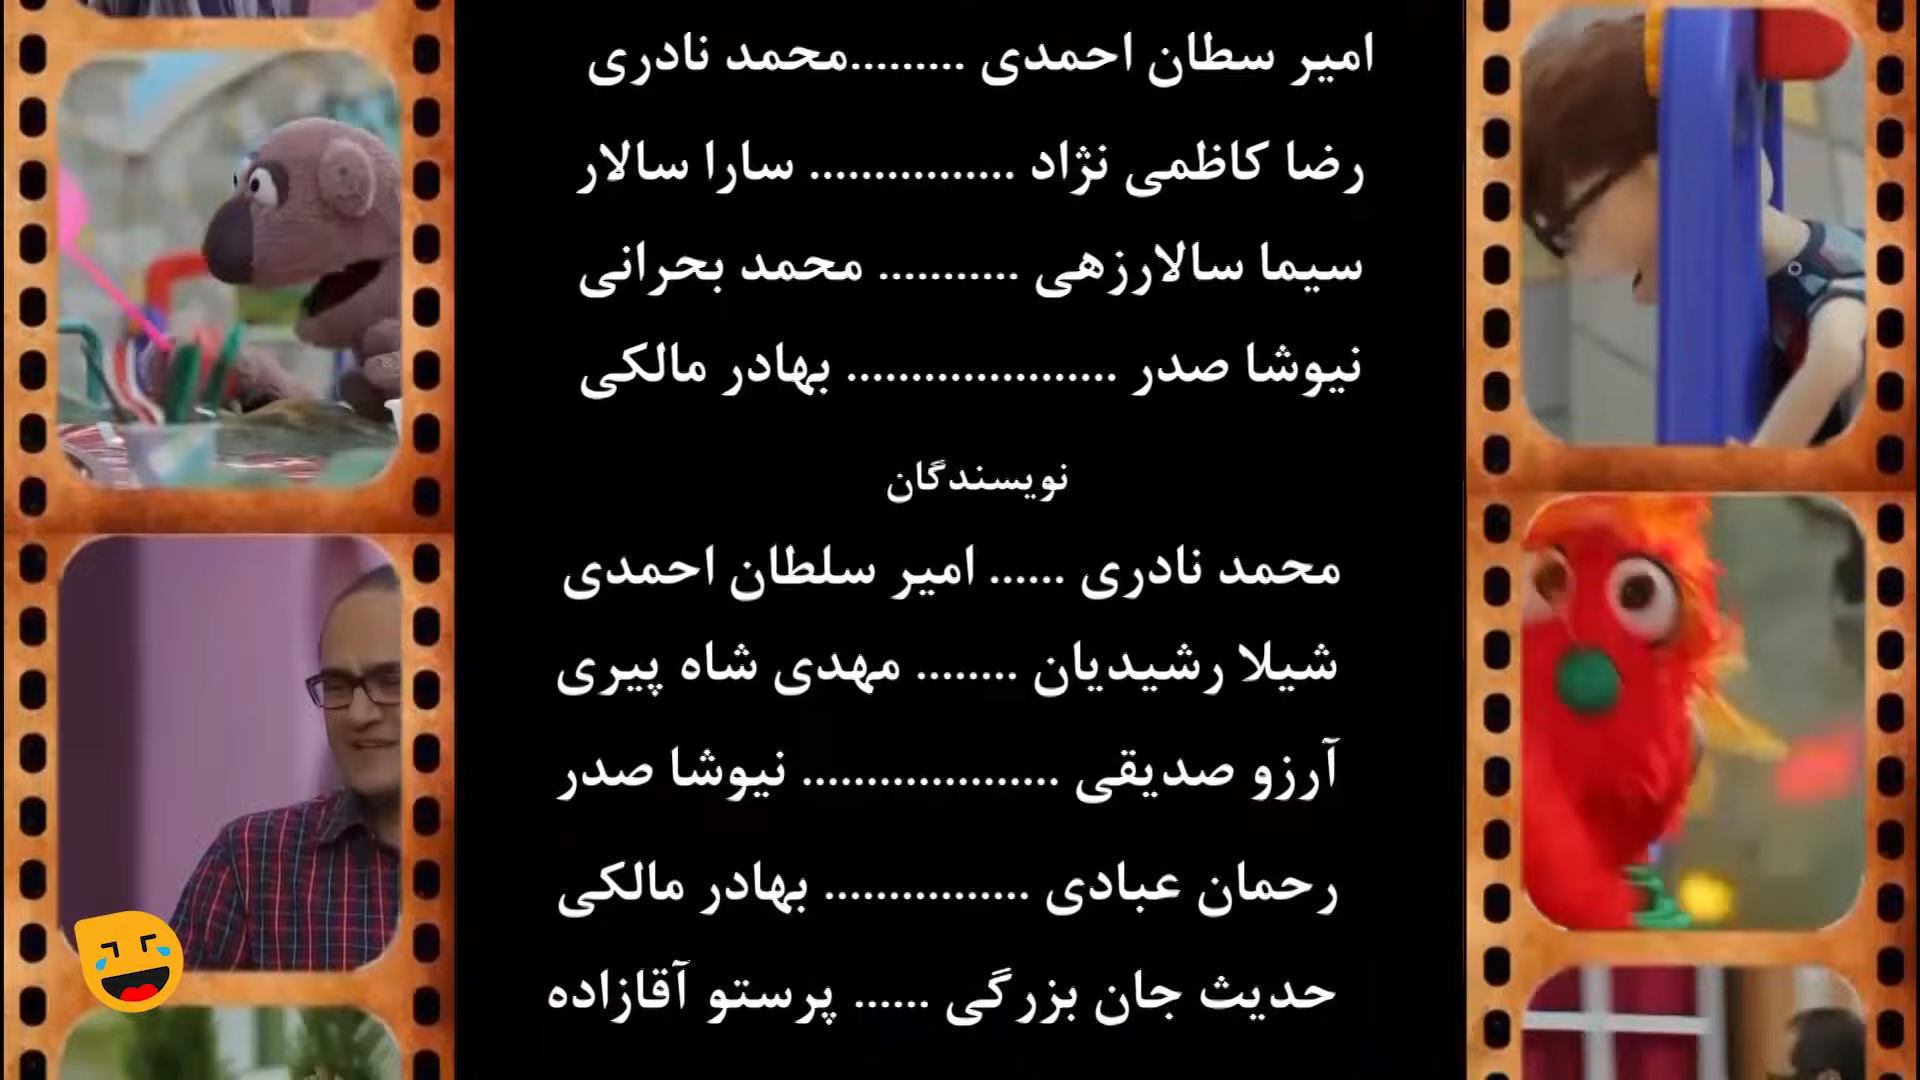 امیر سطان احمدی .........محمد نادری
رضا کاظمی نژاد ................ سارا سالار
سیما سالارزهی ........... محمد بحرانی
نیوشا صدر ..................... بهادر مالکی
نویسندگان
محمد نادری ...... امیر سلطان احمدی
شیلا رشیدیان ........ مهدی شاه پیری
آرزو صدیقی .................... نیوشا صدر
رحمان عبادی ................ بهادر مالکی
حدیث جان بزرگی ...... پرستو آقازاده